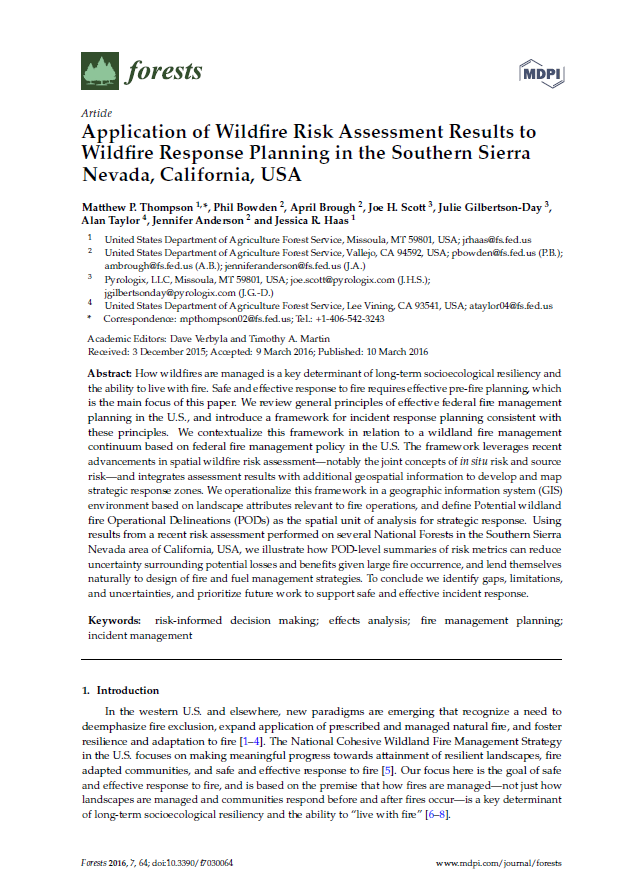 forests
MDPI
Article
Application of Wildfire Risk Assessment Results to
Wildfire Response Planning in the Southern Sierra
Nevada, California, USA
Matthew P. Thompson 1,*, Phil Bowden 2, April Brough 2, Joe H. Scott 3, Julie Gilbertson-Day 3,
Alan Taylor 4, Jennifer Anderson 2 and Jessica R. Haas 1
1 United States Department of Agriculture Forest Service, Missoula, MT 59801, USA; jrhaas@fs.fed.us
2 United States Department of Agriculture Forest Service, Vallejo, CA 94592, USA; pbowden@fs.fed.us (P.B.);
ambrough@fs.fed.us (A.B.); jenniferanderson@fs.fed.us (J.A.)
3 Pyrologix, LLC, Missoula, MT 59801, USA; joe.scott@pyrologix.com (J.H.S.);
jgilbertsonday@pyrologix.com (J.G.-D.)
4 United States Department of Agriculture Forest Service, Lee Vining, CA 93541, USA; ataylor04@fs.fed.us
* Correspondence: mpthompson02@fs.fed.us; Tel.: +1-406-542-3243
Academic Editors: Dave Verbyla and Timothy A. Martin
Received: 3 December 2015; Accepted: 9 March 2016; Published: 10 March 2016
Abstract: How wildfires are managed is a key determinant of long-term socioecological resiliency and
the ability to live with fire. Safe and effective response to fire requires effective pre-fire planning, which
is the main focus of this paper. We review general principles of effective federal fire management
planning in the U.S., and introduce a framework for incident response planning consistent with
these principles. We contextualize this framework in relation to a wildland fire management
continuum based on federal fire management policy in the U.S. The framework leverages recent
advancements in spatial wildfire risk assessment—notably the joint concepts of in situ risk and source
risk—and integrates assessment results with additional geospatial information to develop and map
strategic response zones. We operationalize this framework in a geographic information system (GIS)
environment based on landscape attributes relevant to fire operations, and define Potential wildland
fire Operational Delineations (PODs) as the spatial unit of analysis for strategic response. Using
results from a recent risk assessment performed on several National Forests in the Southern Sierra
Nevada area of California, USA, we illustrate how POD-level summaries of risk metrics can reduce
uncertainty surrounding potential losses and benefits given large fire occurrence, and lend themselves
naturally to design of fire and fuel management strategies. To conclude we identify gaps, limitations,
and uncertainties, and prioritize future work to support safe and effective incident response.
Keywords: risk-informed decision making; effects analysis; fire management planning;
incident management
1. Introduction
In the western U.S. and elsewhere, new paradigms are emerging that recognize a need to
deemphasize fire exclusion, expand application of prescribed and managed natural fire, and foster
resilience and adaptation to fire [1–4]. The National Cohesive Wildland Fire Management Strategy
in the U.S. focuses on making meaningful progress towards attainment of resilient landscapes, fire
adapted communities, and safe and effective response to fire [5]. Our focus here is the goal of safe
and effective response to fire, and is based on the premise that how fires are managed—not just how
landscapes are managed and communities respond before and after fires occur—is a key determinant
of long-term socioecological resiliency and the ability to “live with fire” [6–8].
Forests 2016, 7, 64; doi:10.3390/f7030064
www.mdpi.com/journal/forests